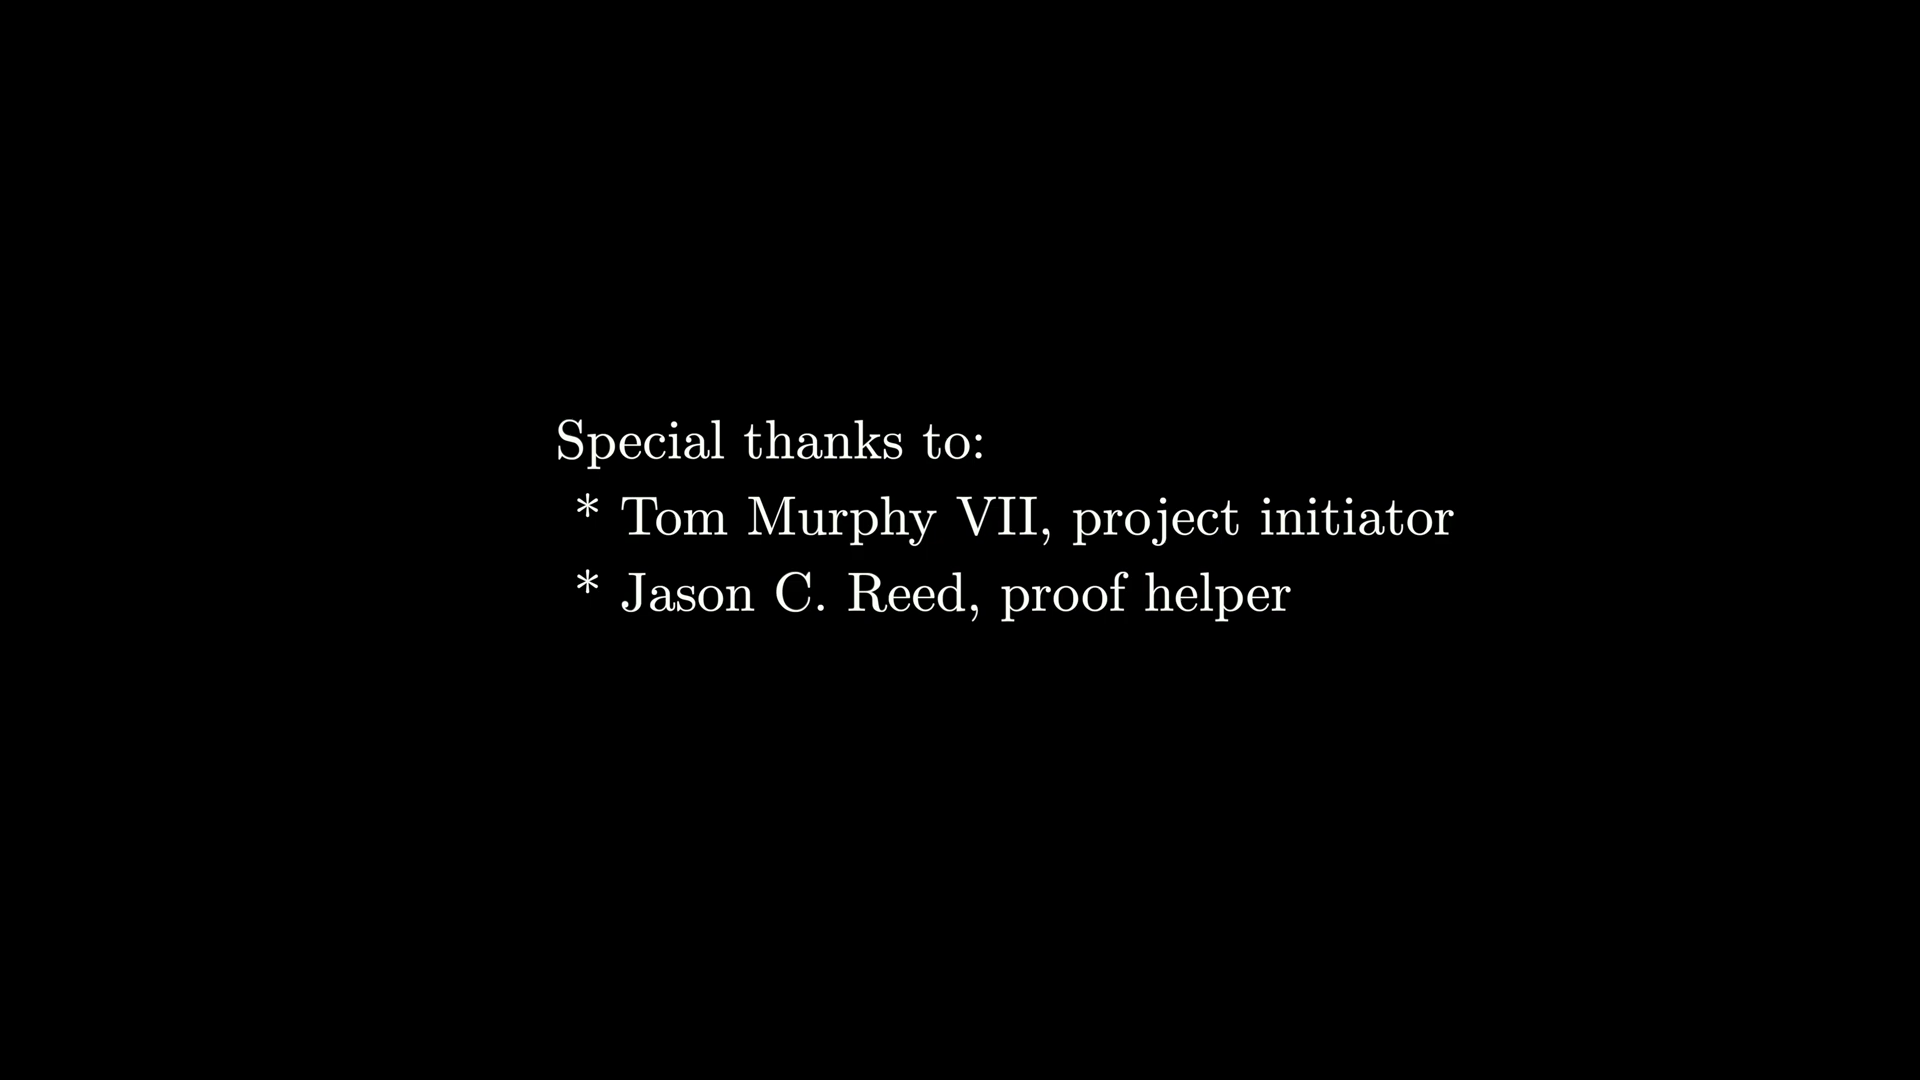 Special thanks to:
* Tom Murphy VII, project initiator
* Jason C. Reed, proof helper